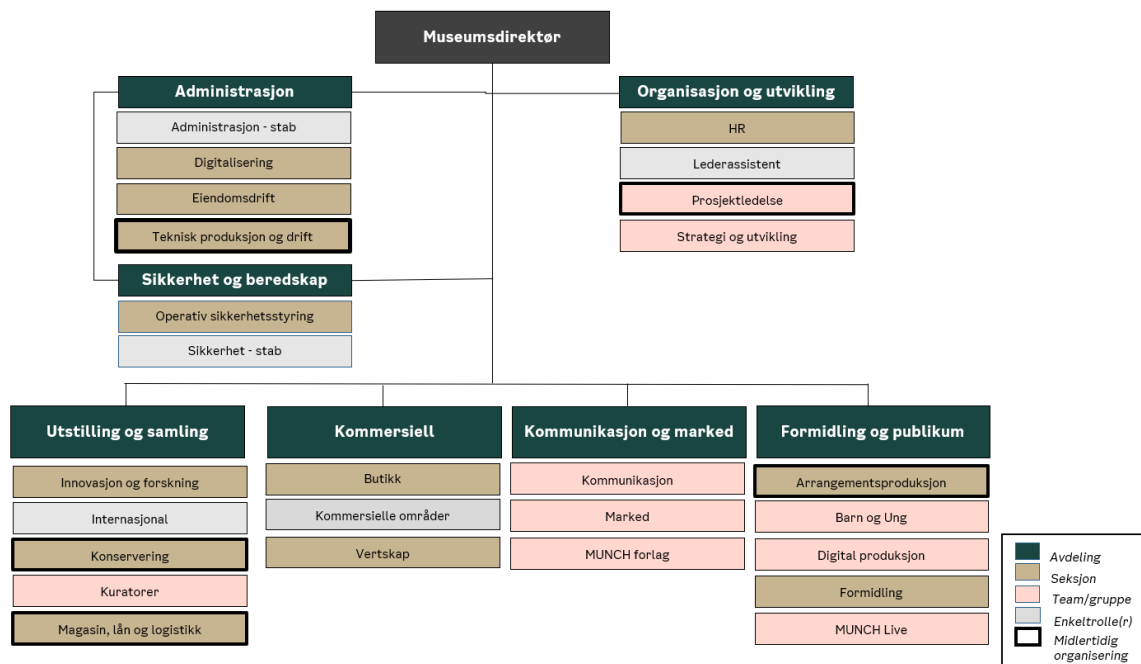 Museumsdirektør
Administrasjon
Administrasjon - stab
Digitalisering
Eiendomsdrift
Teknisk produksjon og drift
Sikkerhet og beredskap
Operativ sikkerhetsstyring
Sikkerhet - stab
Organisasjon og utvikling
HR
Lederassistent
Prosjektledelse
Strategi og utvikling
Utstilling og samling
Innovasjon og forskning
Internasjonal
Konservering
Kuratorer
Magasin, lån og logistikk
Kommersiell
Butikk
Kommersielle områder
Vertskap
Kommunikasjon og marked
Kommunikasjon
Marked
MUNCH forlag
Formidling og publikum
Arrangementsproduksjon
Barn og Ung
Digital produksjon
Formidling
MUNCH Live
Avdeling
Seksjon
Team/gruppe
Enkeltrolle(r)
Midlertidig
organisering